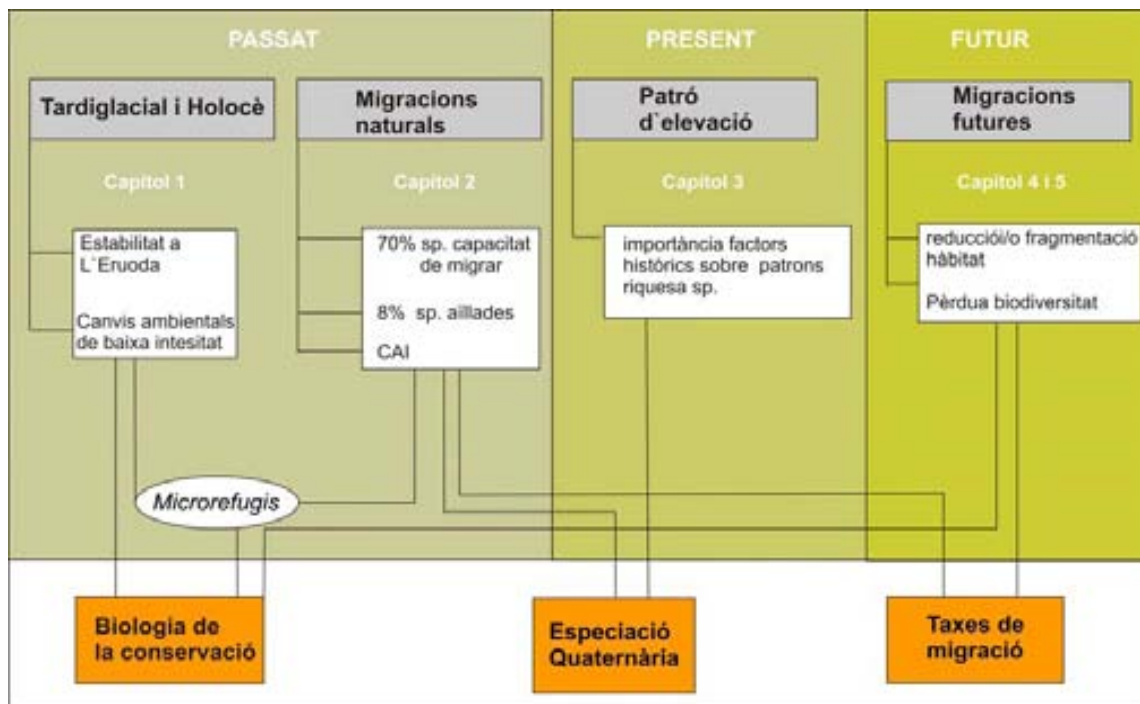 PASSAT
PRESENT
FUTUR
Tardiglacial i Holocè
Migracions
naturals
Patró
d`elevació
Migracions
futures
Capítol 1
Capítol 2
Capítol 3
Capítol 4 i 5
Estabilitat a
L`Eruoda
Canvis ambientals
de baixa intesitat
70% sp. capacitat
de migrar
8% sp. aïllades
CAI
importància factors
històrics sobre patrons
riquesa sp.
reducciói/o fragmentació
hàbitat
Pèrdua biodiversitat
Microrefugis
Biologia de
la conservació
Especiació
Quaternària
Taxes de
migració